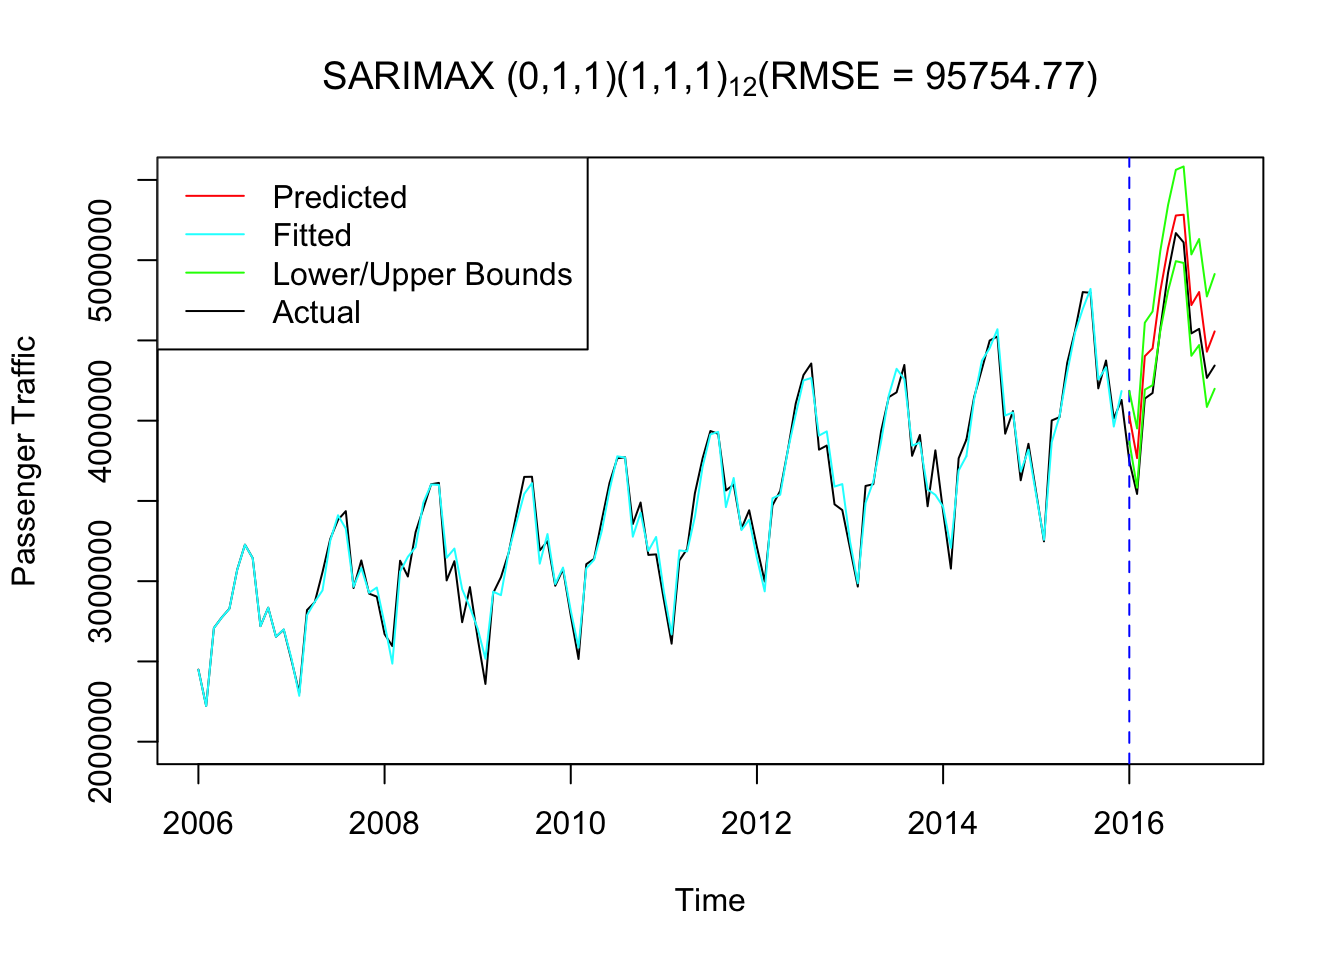 SARIMAX (0,1,1)(1,1,1)₁₂(RMSE = 95754.77)
Predicted
Fitted
Lower/Upper Bounds
Actual
Passenger Traffic
5000000
4000000
3000000
2000000
2006 2008 2010 2012 2014 2016
Time